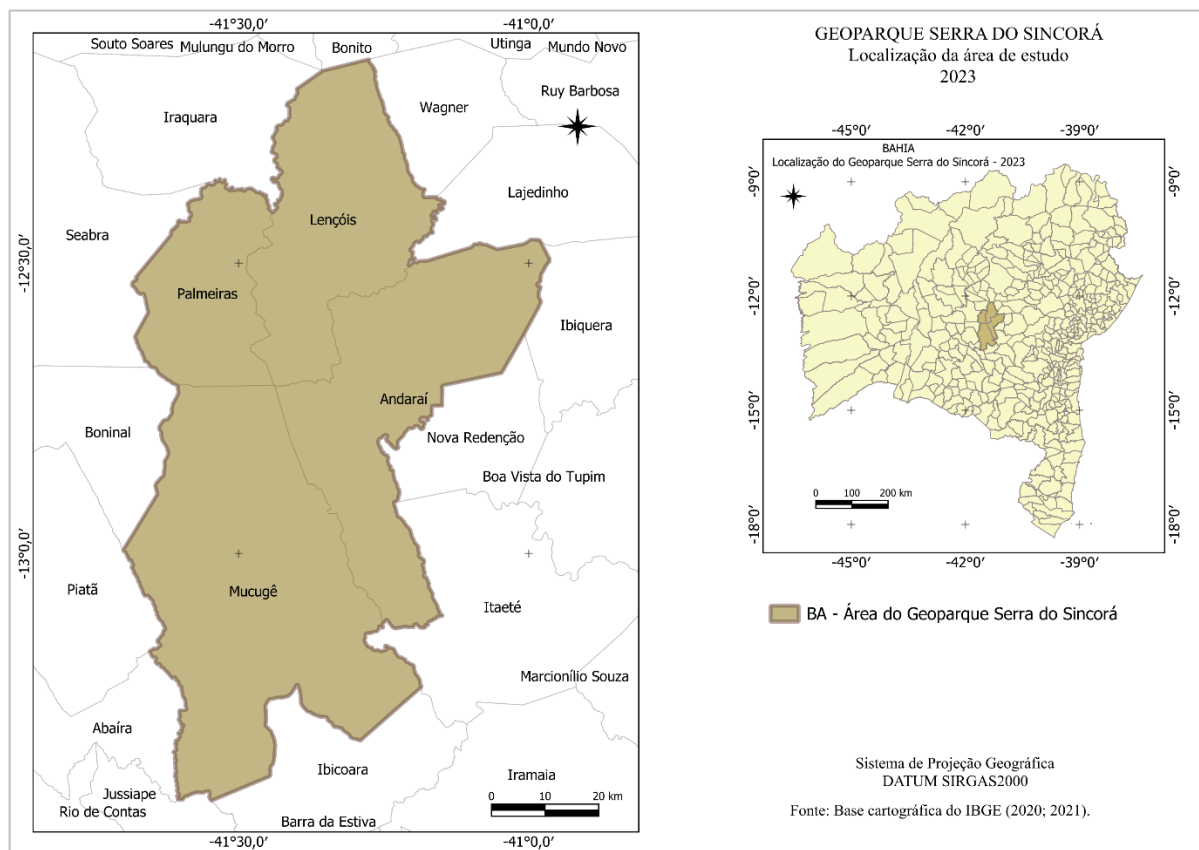 -41°30,0′
-41°0,0′
Souto Soares
Mulungu do Morro
Bonito
Utinga
Mundo Novo
Ruy Barbosa
Wagner
Iraquara
Lajedinho
Lençóis
Seabra
-12°30,0′
Palmeiras
Ibiquera
Andaraí
Boninal
Nova Redenção
Boa Vista do Tupim
-13°0,0′
Piatã
Mucugê
Itaeté
Marcionílio Souza
Abaíra
Ibicoara
Iramaia
Jussiape
Rio de Contas
0 10 20 km
Barra da Estiva
-41°30,0′
-41°0,0′
GEOPARQUE SERRA DO SINCORÁ
Localização da área de estudo
2023
-45°0′
-42°0′
-39°0′
BAHIA
Localização do Geoparque Serra do Sincorá - 2023
-9°0′
-9°0′
-12°0′
-12°0′
-15°0′
-15°0′
0 100 200 km
-18°0′
-18°0′
-45°0′
-42°0′
-39°0′
BA - Área do Geoparque Serra do Sincorá
Sistema de Projeção Geográfica
DATUM SIRGAS2000
Fonte: Base cartográfica do IBGE (2020; 2021).